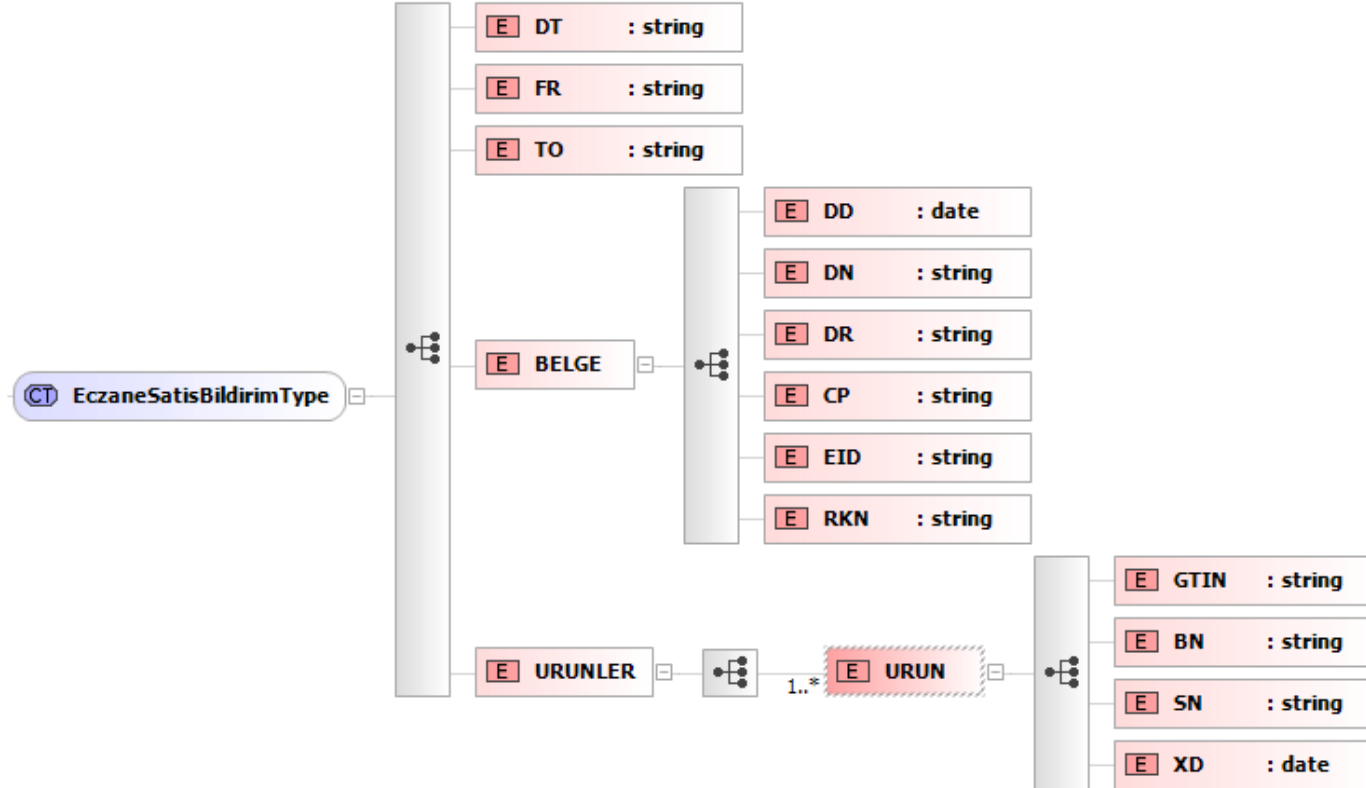 E DT : string
E FR : string
E TO : string
E DD : date
E DN : string
E DR : string
E BELGE
E CP : string
CT EczaneSatisBildirimType
E EID : string
E RKN : string
E GTIN : string
E BN : string
E URUNLER
1..* E URUN
E SN : string
E XD : date